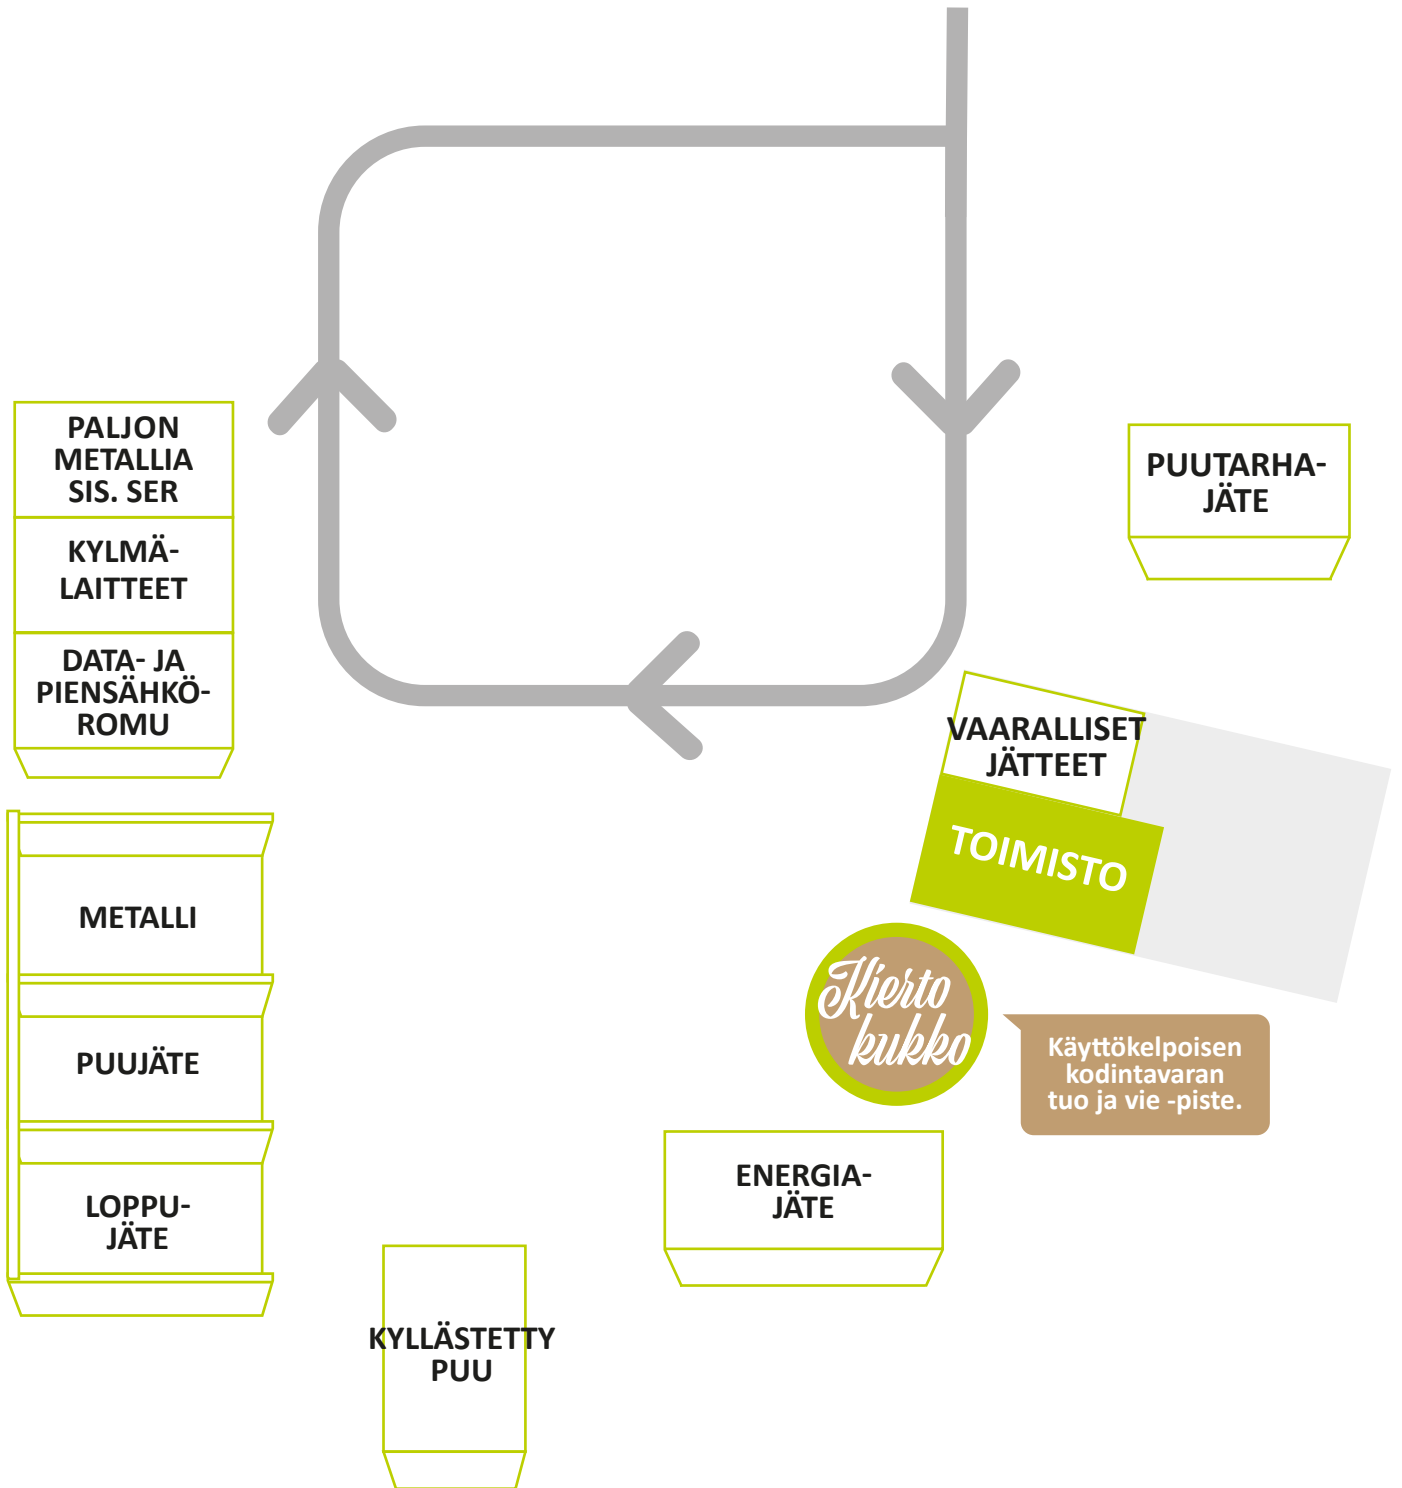 PALJON
METALLIA
SIS. SER
KYLMÄ-
LAITTEET
DATA- JA
PIENSÄHKÖ-
ROMU
PUUTARHA-
JÄTE
VAARALLISET
JÄTTEET
TOIMISTO
METALLI
PUUJÄTE
LOPPU-
JÄTE
Kierto
kukko
Käyttökelpoisen
kodintavaran
tuo ja vie -piste.
ENERGIA-
JÄTE
KYLLÄSTETTY
PUU